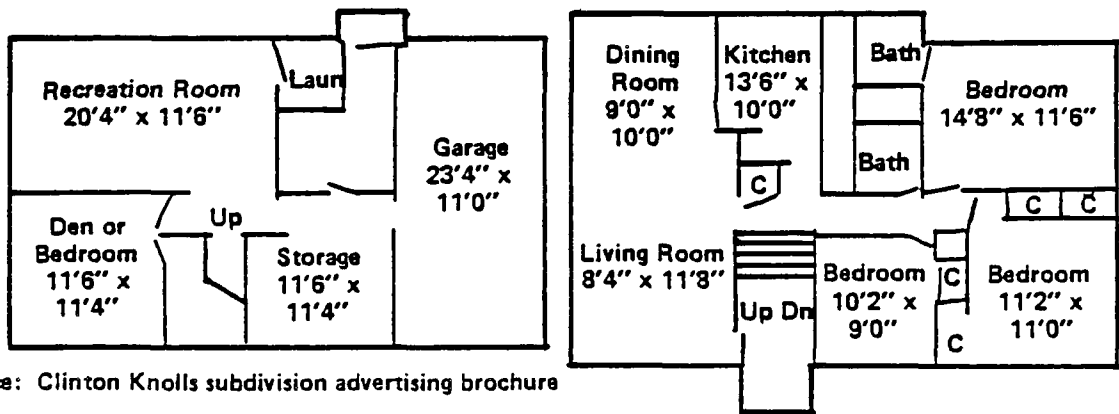 Recreation Room
20'4" x 11'6"
Laun
Garage
23'4" x
11'0"
Den or
Bedroom
11'6" x
11'4"
Up
Storage
11'6" x
11'4"
Dining
Room
9'0" x
10'0"
Kitchen
13'6" x
10'0"
Bath
Bedroom
14'8" x 11'6"
Bath
C
C
C
Living Room
8'4" x 11'8"
Up Dn
Bedroom
10'2" x
9'0"
C
C
Bedroom
11'2" x
11'0"
e: Clinton Knolls subdivision advertising brochure